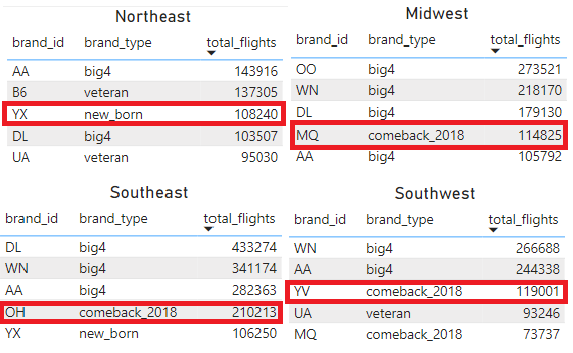 Northeast
brand_id brand_type total_flights
AA big4 143916
B6 veteran 137305
YX new_born 108240
DL big4 103507
UA veteran 95030
Midwest
brand_id brand_type total_flights
OO big4 273521
WN big4 218170
DL big4 179130
MQ comeback_2018 114825
AA big4 105792
Southeast
brand_id brand_type total_flights
DL big4 433274
WN big4 341174
AA big4 282363
OH comeback_2018 210213
YX new_born 106250
Southwest
brand_id brand_type total_flights
WN big4 266688
AA big4 244338
YV comeback_2018 119001
UA veteran 93246
MQ comeback_2018 73737